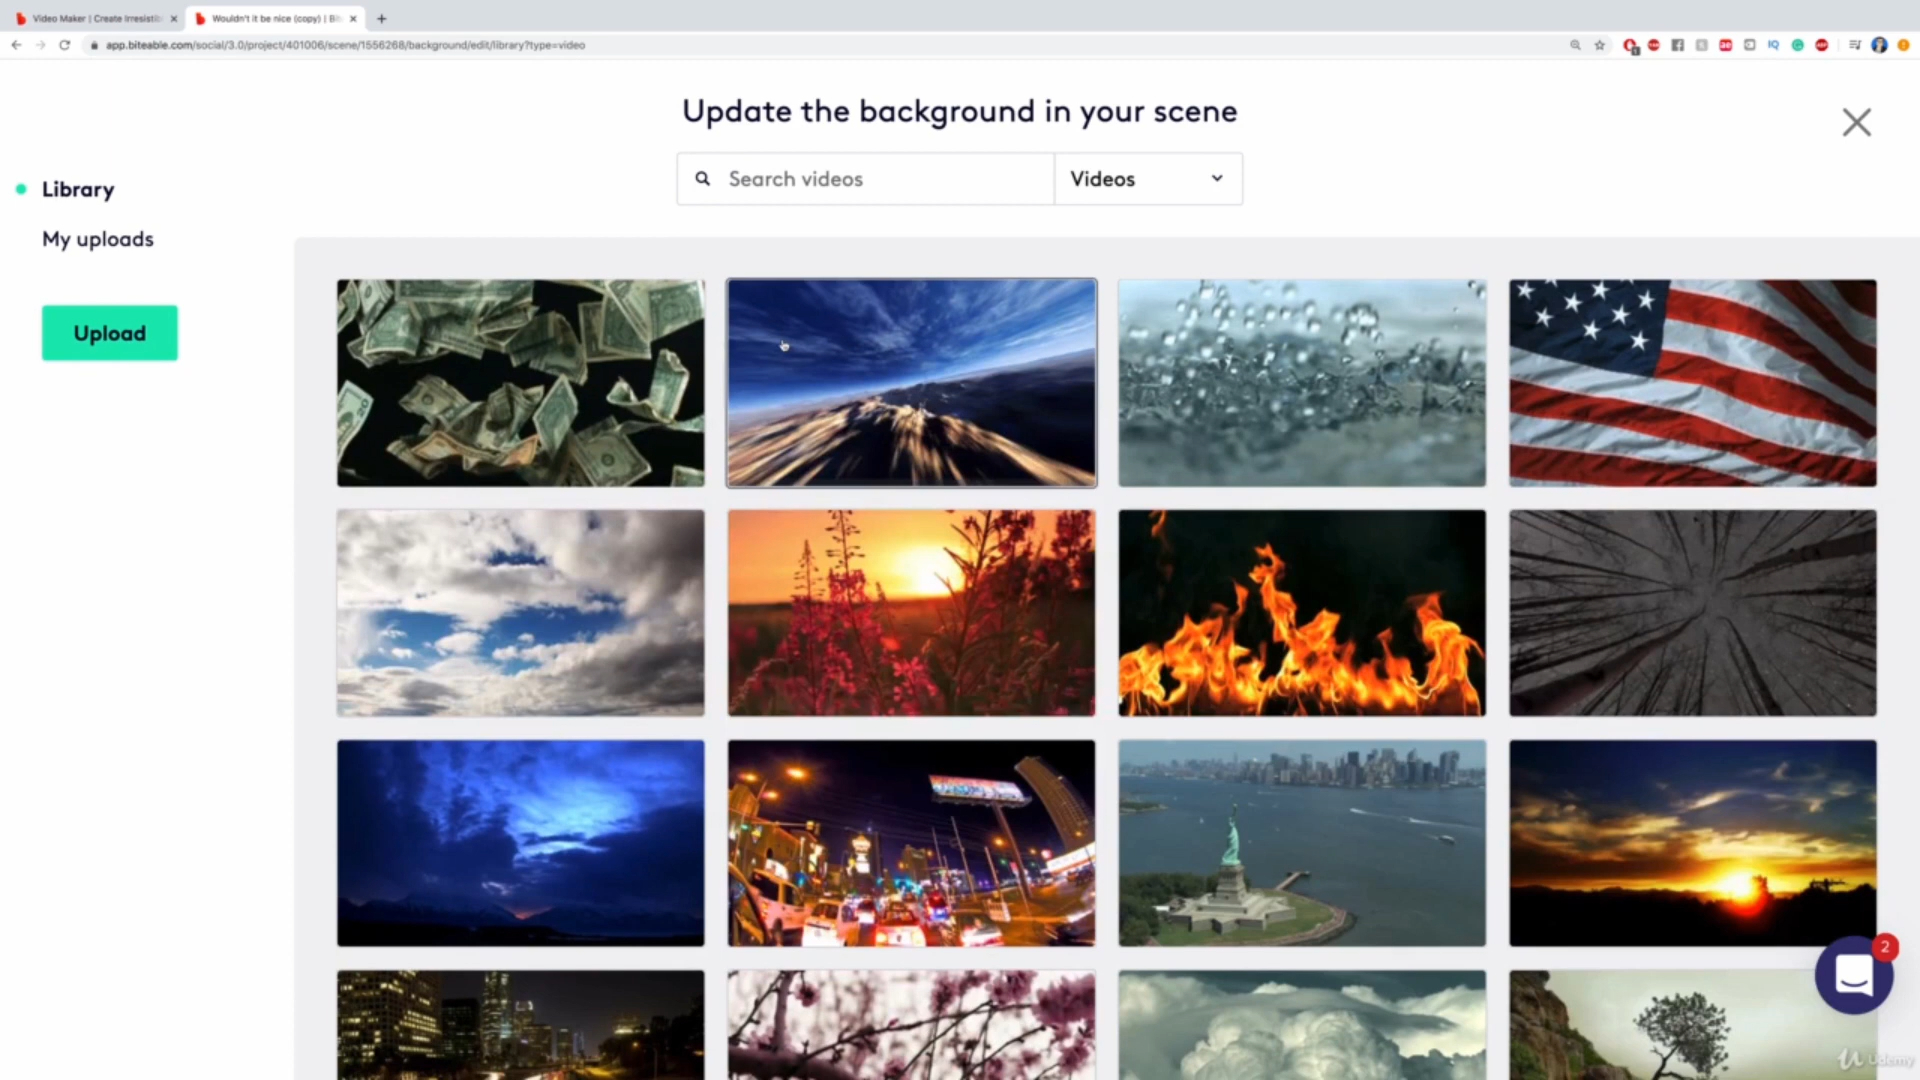 Video Maker | Create Irresistib
Wouldn't it be nice (copy) | Bit
app.biteable.com/social/3.0/project/401006/scene/1556268/background/edit/library?type=video
Update the background in your scene
Search videos
Videos
Library
My uploads
Upload
2
Udemy